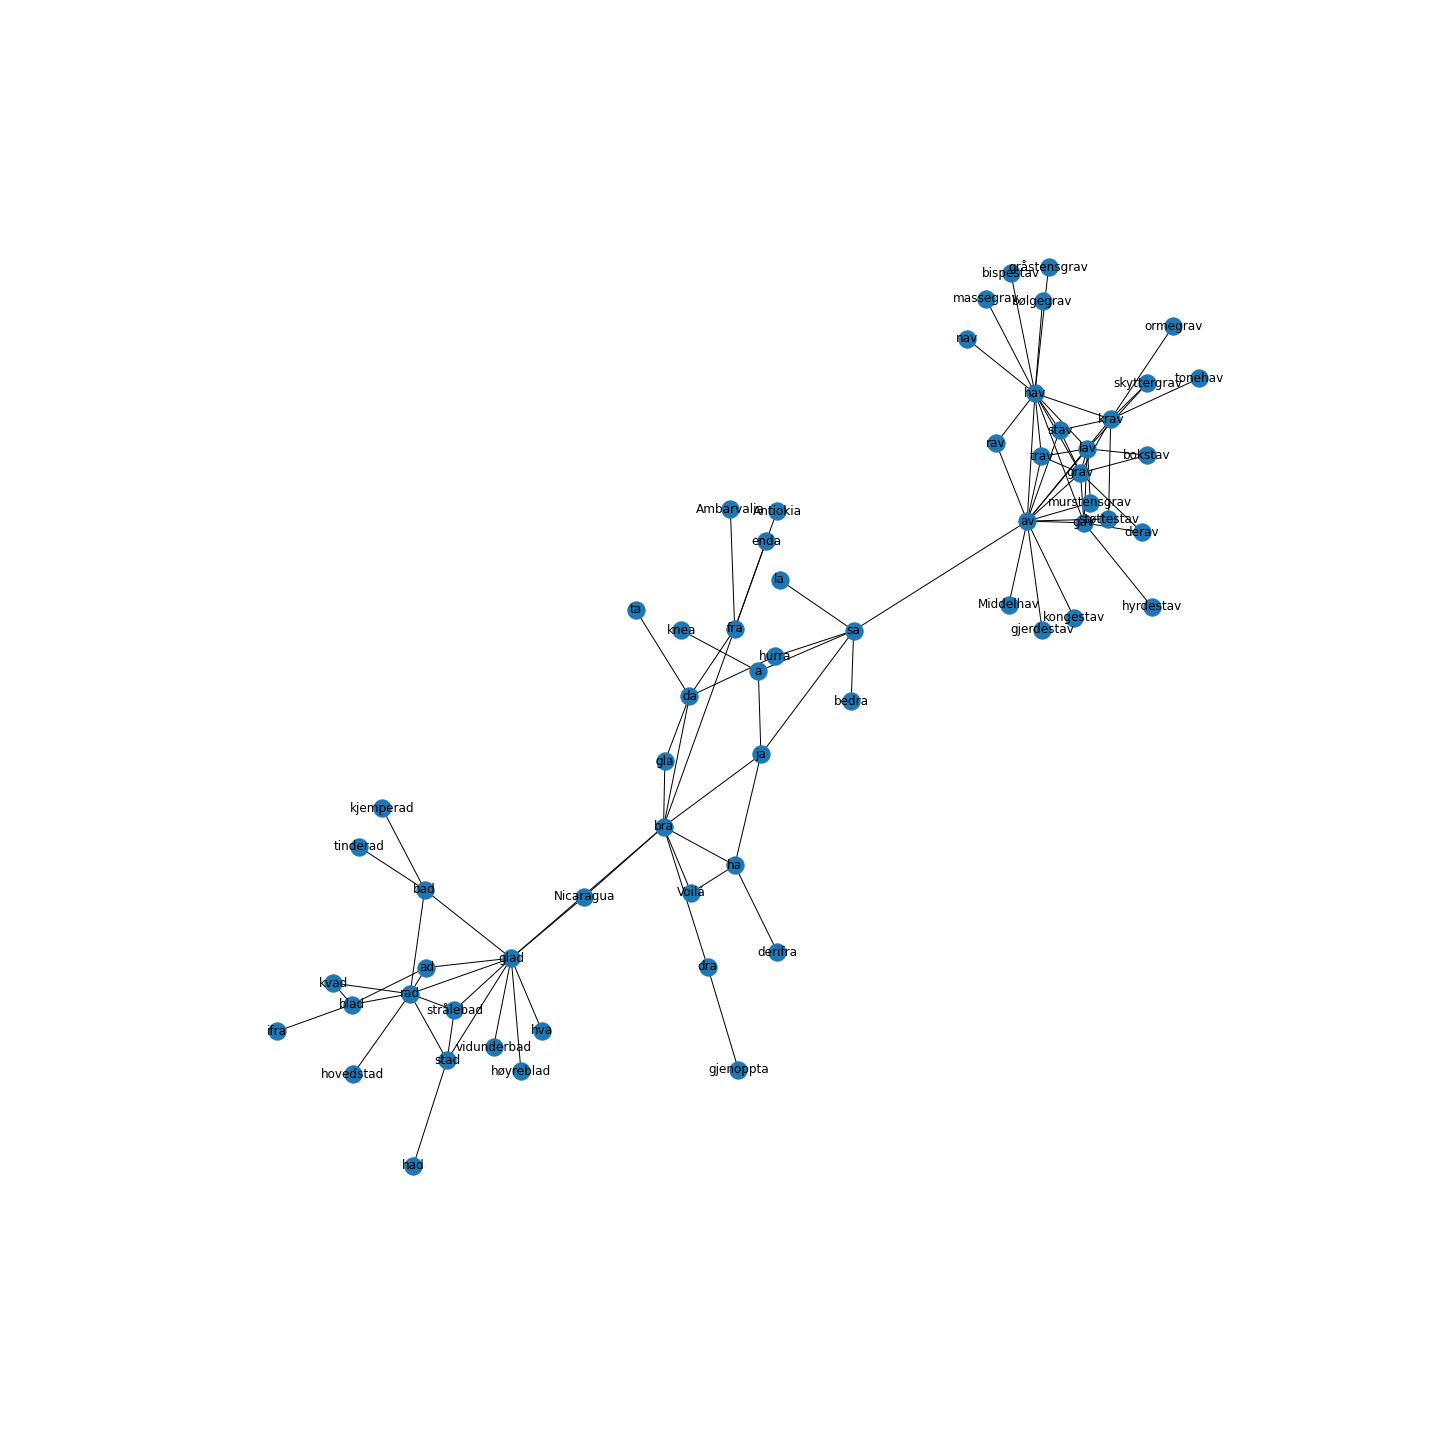 gråstensgrav
bispestav
massegrav
sølgegrav
ormegrav
nav
tonehav
skyttergrav
hav
krav
stav
rav
lav
trav
bokstav
grav
murstensgrav
Ambarvalia
Antiokia
av
gav
støttestav
derav
enda
la
Middelhav
hyrdestav
ta
kongestav
knea
fra
gjerdestav
sa
hurra
a
da
bedra
ja
gla
kjemperad
bra
tinderad
ha
bad
Voilà
Nicaragua
derifra
glad
ad
dra
kvad
rad
blad
strålebad
ifra
hva
vidunderbad
stad
hovedstad
høyreblad
gjenoppta
had